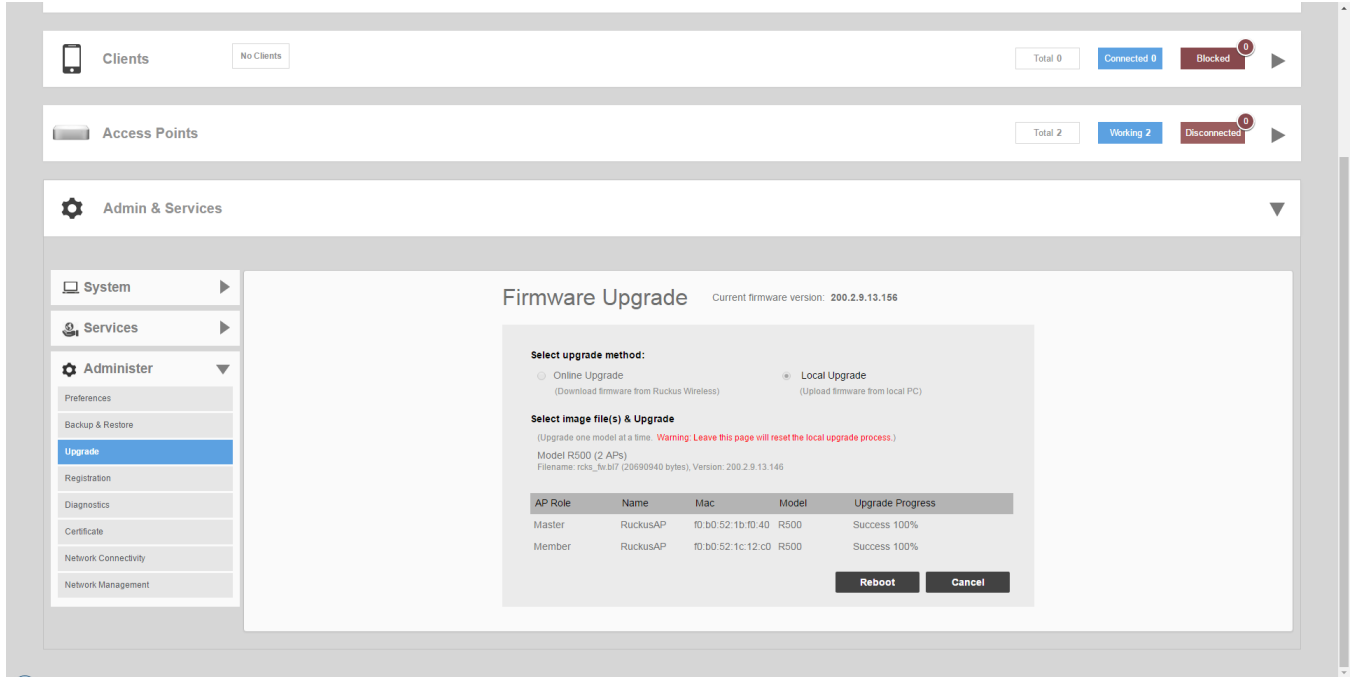 Clients
No Clients
Total 0
Connected 0
Blocked
0
Access Points
Total 2
Working 2
Disconnected
0
Admin & Services
System
Services
Administer
Preferences
Backup & Restore
Upgrade
Registration
Diagnostics
Certificate
Network Connectivity
Network Management
Firmware Upgrade
Current firmware version: 200.2.9.13.156
Select upgrade method:
Online Upgrade
(Download firmware from Ruckus Wireless)
Local Upgrade
(Upload firmware from local PC)
Select image file(s) & Upgrade
(Upgrade one model at a time. Warning: Leave this page will reset the local upgrade process.)
Model R500 (2 APs)
Filename: rcks_fw.bl7 (20690940 bytes), Version: 200.2.9.13.146
AP Role Name Mac Model Upgrade Progress
Master RuckusAP f0:b0:52:1b:f0:40 R500 Success 100%
Member RuckusAP f0:b0:52:1c:12:c0 R500 Success 100%
Reboot Cancel